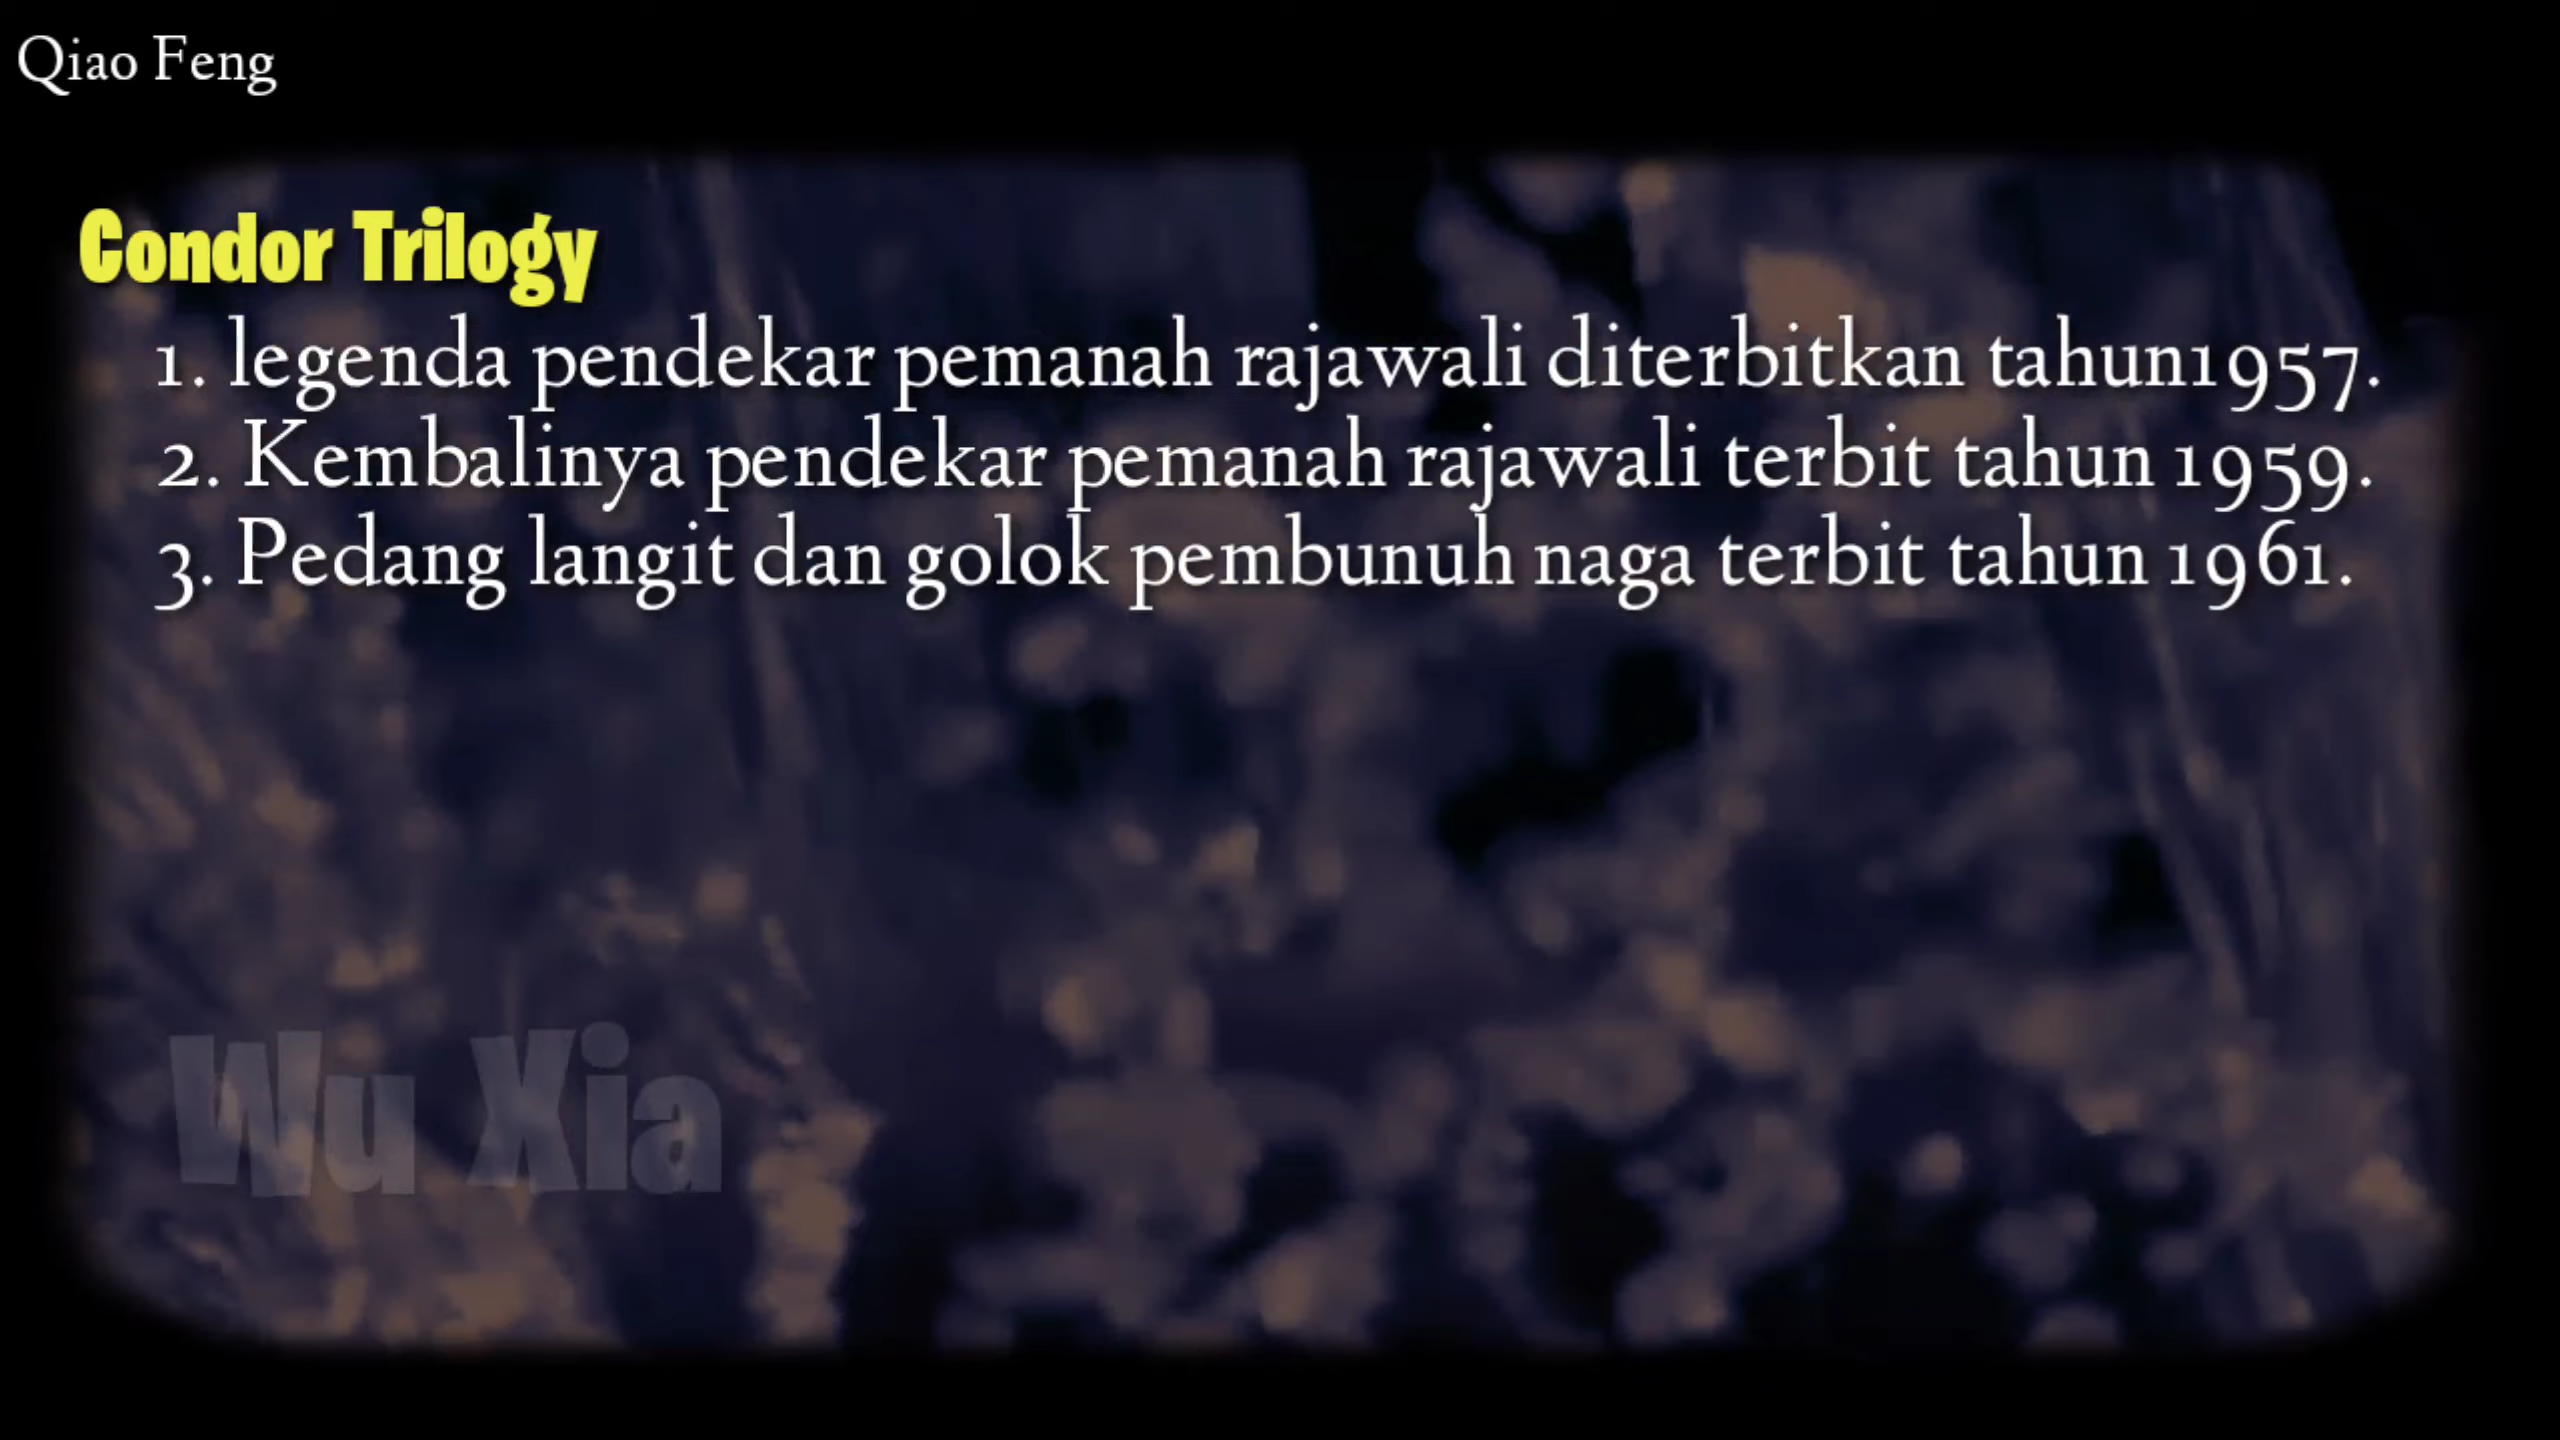 Qiao Feng
Condor Trilogy
1. legenda pendekar pemanah rajawali diterbitkan tahun1957.
2. Kembalinya pendekar pemanah rajawali terbit tahun 1959.
3. Pedang langit dan golok pembunuh naga terbit tahun 1961.
Wu Xia